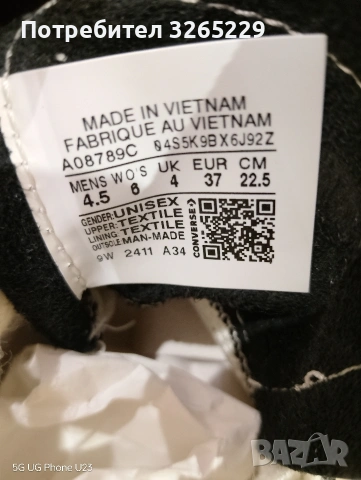 Потребител 3265229
MADE IN VIETNAM
FABRIQUE AU VIETNAM
A08789C 04S5K9BX6J92Z
MENS WO'S UK EUR CM
4.5 6 4 37 22.5
GENDER: UNISEX
UPPER: TEXTILE
LINING: TEXTILE
OUTSOLE: MAN-MADE
9W 2411 A34
CONVERSE
5G UG Phone U23
BAZAR